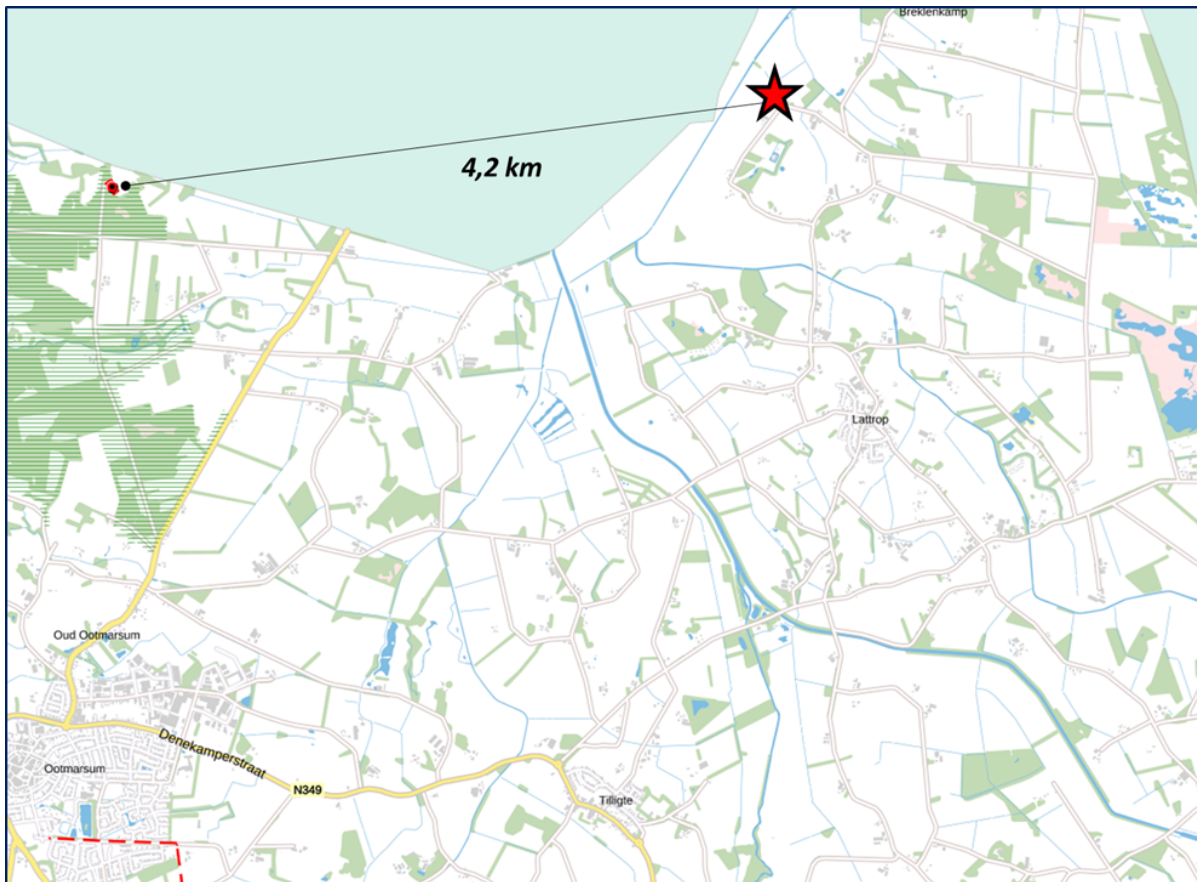 Breklenkamp
4,2 km
Lattrop
Oud Ootmarsum
Denekamperstraat
Ootmarsum
N349
Tilligte